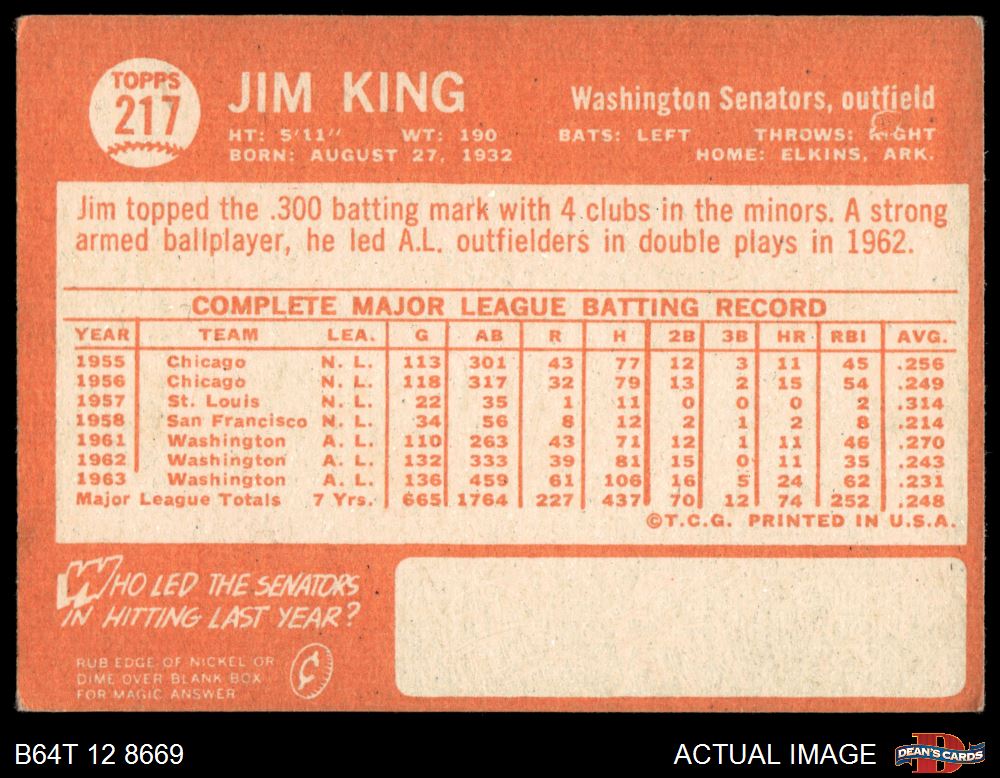 TOPPS
217
JIM KING
Washington Senators, outfield
HT: 5'11" WT: 190 BATS: LEFT THROWS: RIGHT
BORN: AUGUST 27, 1932 HOME: ELKINS, ARK.
Jim topped the .300 batting mark with 4 clubs in the minors. A strong
armed ballplayer, he led A.L. outfielders in double plays in 1962.
COMPLETE MAJOR LEAGUE BATTING RECORD
YEAR TEAM LEA. G AB R H 2B 3B HR RBI AVG.
1955 Chicago N. L. 113 301 43 77 12 3 11 45 .256
1956 Chicago N. L. 118 317 32 79 13 2 15 54 .249
1957 St. Louis N. L. 22 35 1 11 0 0 0 2 .314
1958 San Francisco N. L. 34 56 8 12 2 1 2 8 .214
1961 Washington A. L. 110 263 43 71 12 1 11 46 .270
1962 Washington A. L. 132 333 39 81 15 0 11 35 .243
1963 Washington A. L. 136 459 61 106 16 5 24 62 .231
Major League Totals 7 Yrs. 665 1764 227 437 70 12 74 252 .248
©T.C.G. PRINTED IN U.S.A.
WHO LED THE SENATORS
IN HITTING LAST YEAR?
RUB EDGE OF NICKEL OR
DIME OVER BLANK BOX
FOR MAGIC ANSWER
B64T 12 8669
ACTUAL IMAGE
D
DEAN'S CARDS